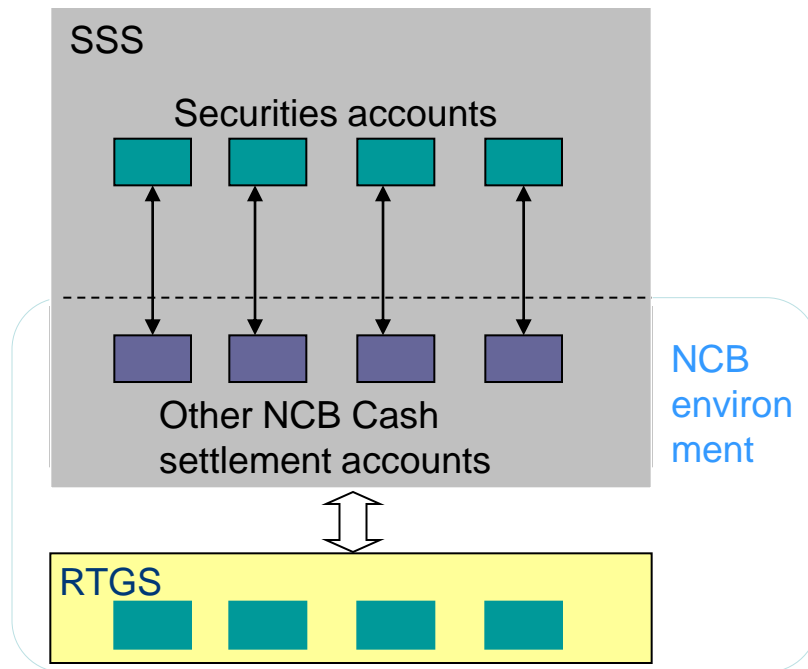 SSS
Securities accounts
Other NCB Cash
settlement accounts
NCB
environ
ment
RTGS